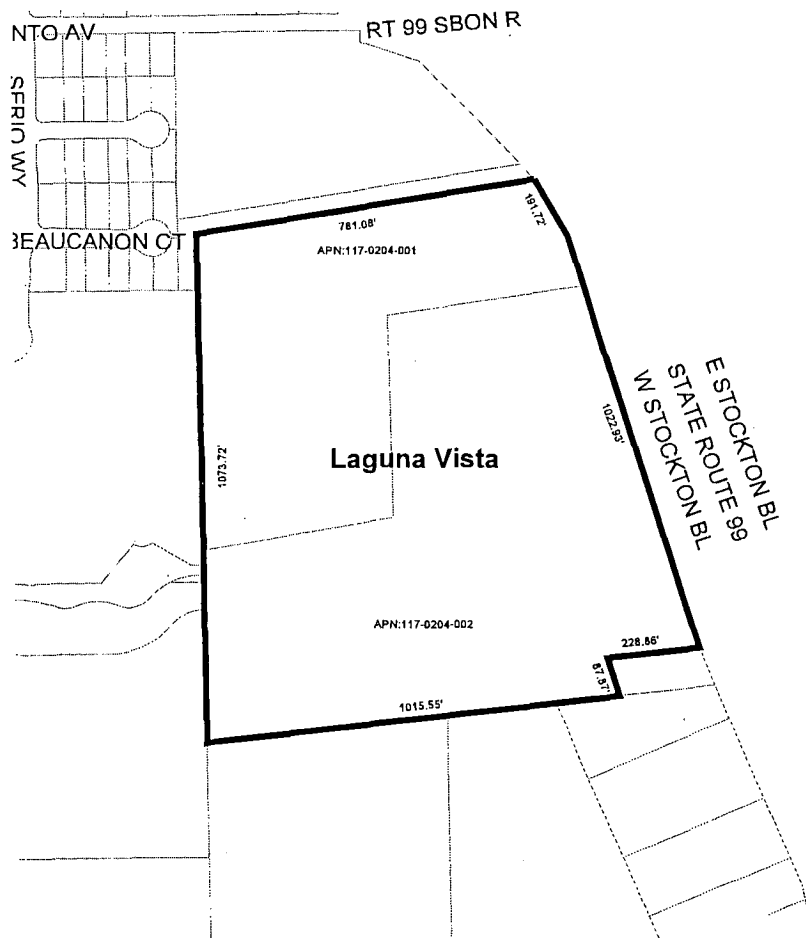 NTO AV
RT 99 SBON R
SFRIO WY
BEAUCANON CT
781.08'
191.72'
APN:117-0204-001
E STOCKTON BL
STATE ROUTE 99
W STOCKTON BL
1022.93'
1073.72'
Laguna Vista
APN:117-0204-002
228.86'
87.87'
1015.55'